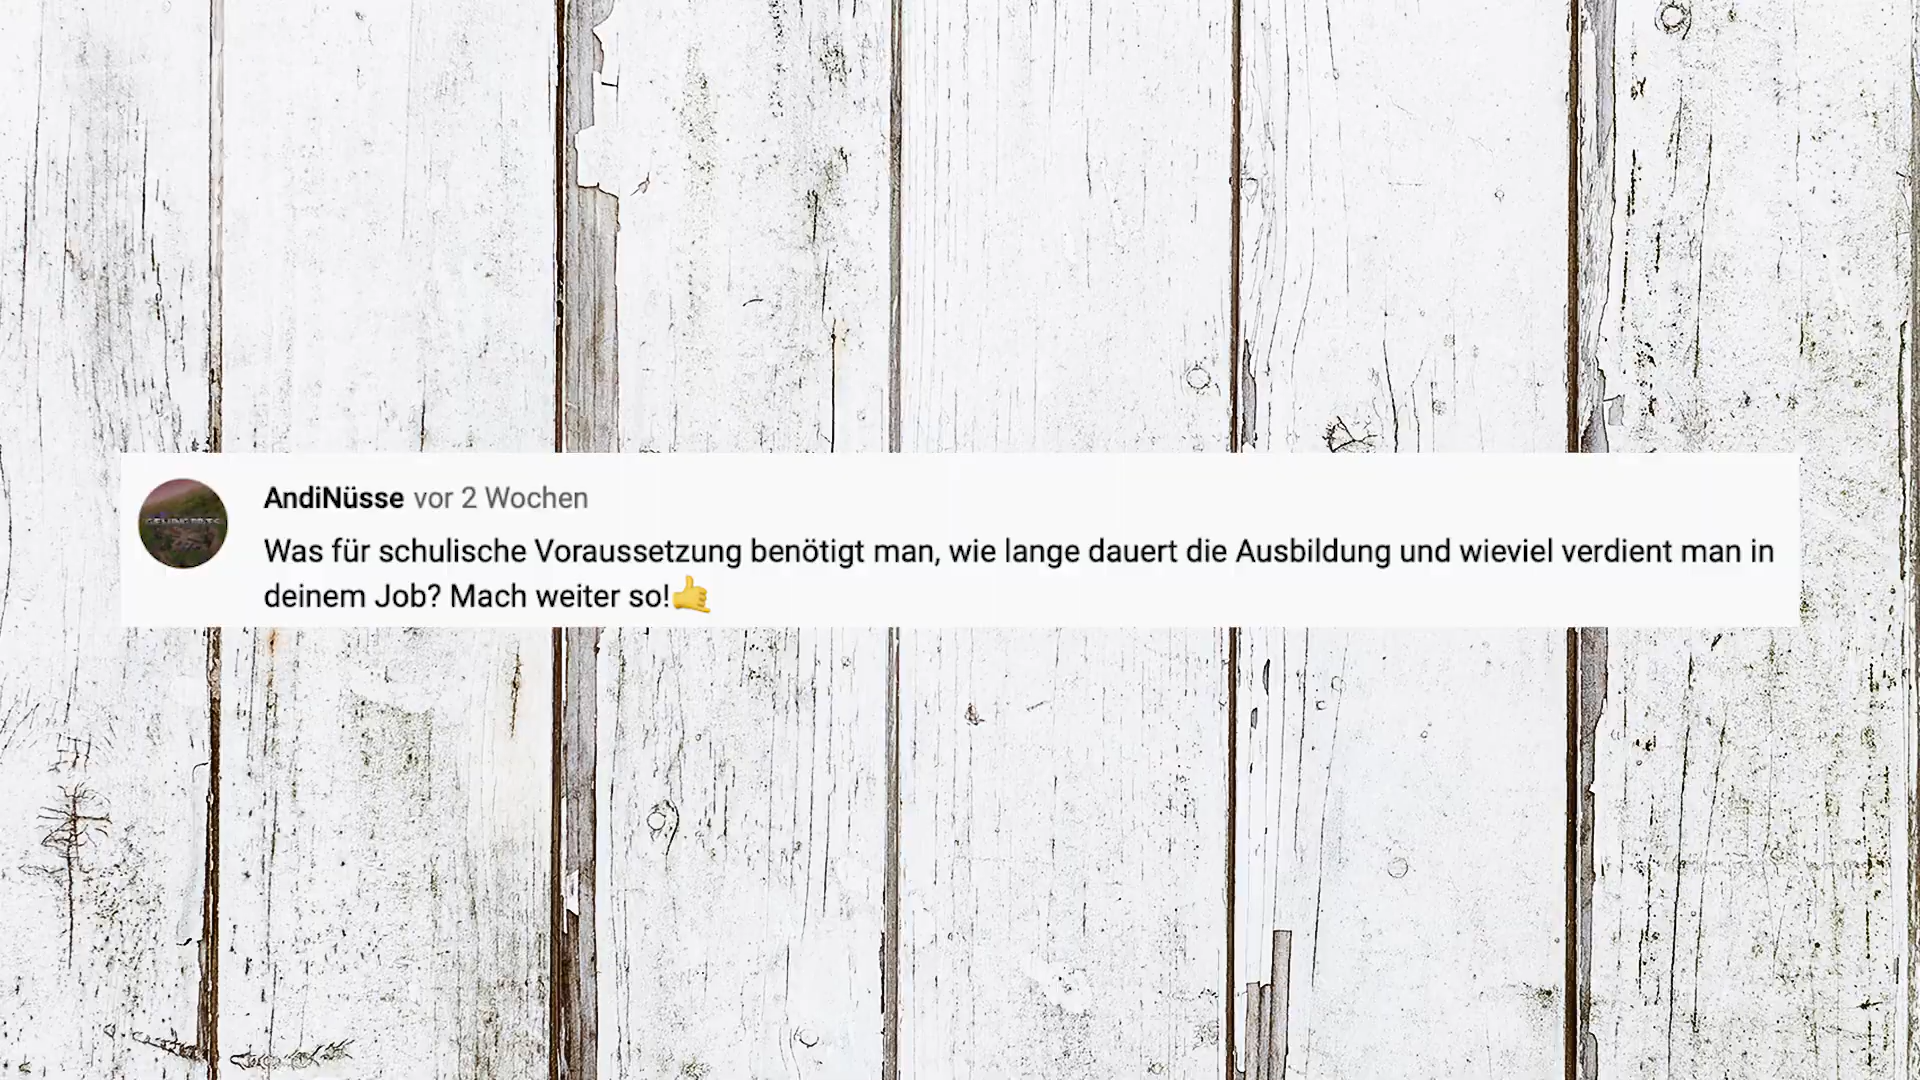 AndiNüsse vor 2 Wochen
Was für schulische Voraussetzung benötigt man, wie lange dauert die Ausbildung und wieviel verdient man in
deinem Job? Mach weiter so!🤙